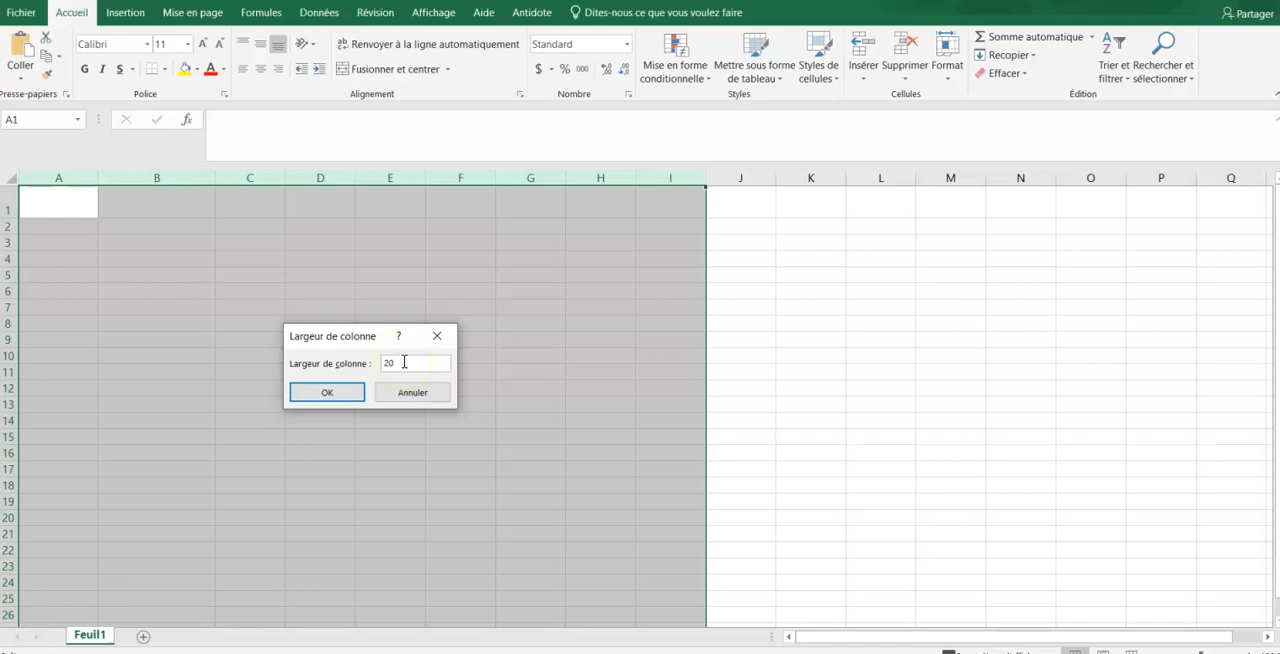 Fichier Accueil Insertion Mise en page Formules Données Révision Affichage Aide Antidote Dites-nous ce que vous voulez faire Partager
Coller
Calibri 11
Renvoyer à la ligne automatiquement
Standard
Mise en forme conditionnelle
Mettre sous forme de tableau
Styles de cellules
Insérer Supprimer Format
Somme automatique
Recopier
Effacer
Trier et filtrer
Rechercher et sélectionner
G I S A
Fusionner et centrer
$ % 000
Presse-papiers Police Alignement Nombre Styles Cellules Édition
A1 fx
A B C D E F G H I J K L M N O P Q
1
2
3
4
5
6
7
8
9
10
11
12
13
14
15
16
17
18
19
20
21
22
23
24
25
26
Largeur de colonne ?
Largeur de colonne : 20
OK Annuler
Feuil1